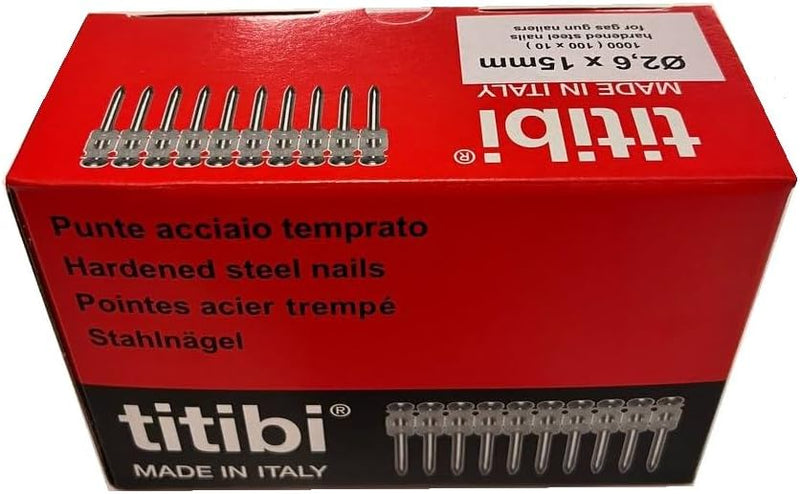 titibi®
MADE IN ITALY
Ø2,6 x 15mm
1000 ( 100 x 10 )
hardened steel nails
for gas gun nailers
Punte acciaio temprato
Hardened steel nails
Pointes acier trempé
Stahlnägel
titibi®
MADE IN ITALY